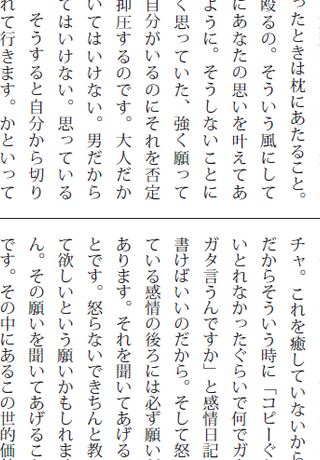 ったときは枕にあたること。
殴るの。そういう風にして
にあなたの思いを叶えてあ
ように。そうしないことに
く思っていた、強く願って
自分がいるのにそれを否定
抑圧するのです。大人だか
いてはいけない。男だから
てはいけない。思っている
そうすると自分から切り
れて行きます。かといって
チャ。これを癒していないから
だからそういう時に「コピーぐ
いとれなかったぐらいで何でガ
ガタ言うんですか」と感情日記
書けばいいのだから。そして怒
ている感情の後ろには必ず願い
あります。それを聞いてあげる
とです。怒らないできちんと教
て欲しいという願いかもしれま
ん。その願いを聞いてあげるこ
です。その中にあるこの世的価